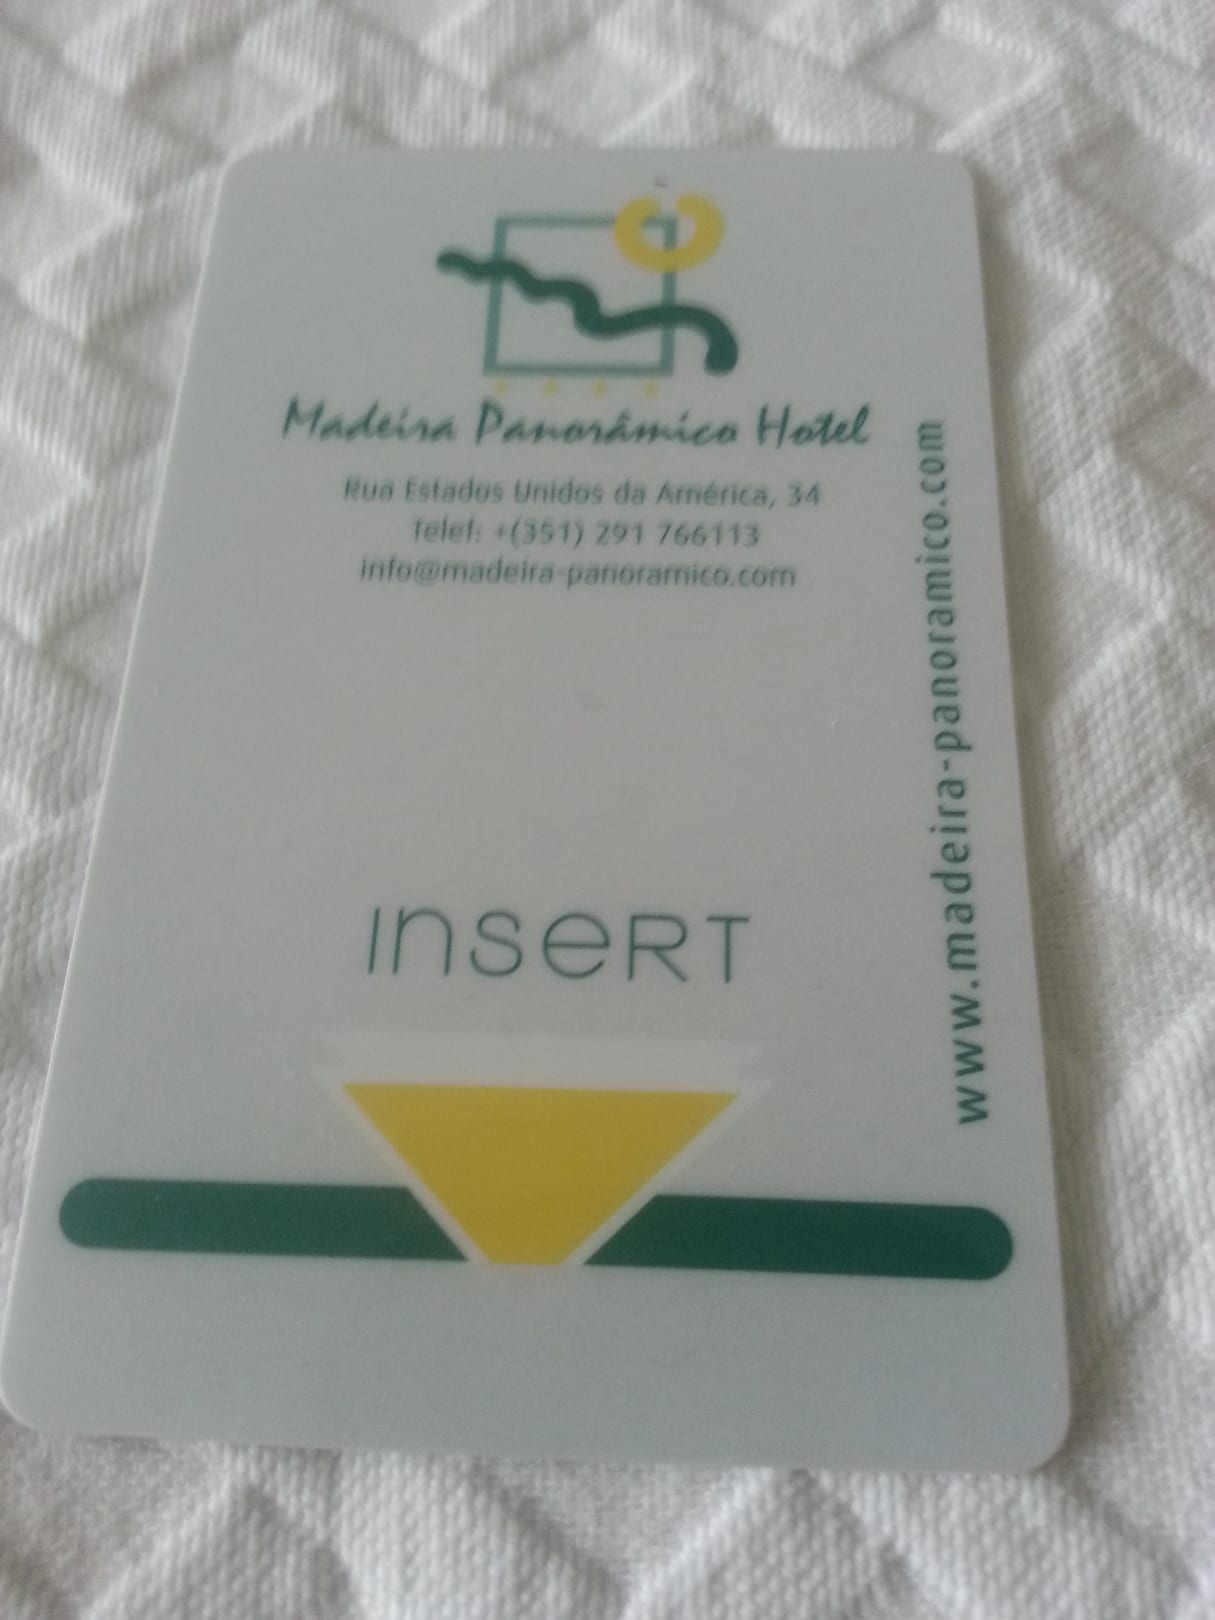 Madeira Panorâmico Hotel
Rua Estados Unidos da América, 34
Telef: +(351) 291 766113
info@madeira-panoramico.com
www.madeira-panoramico.com
INSERT